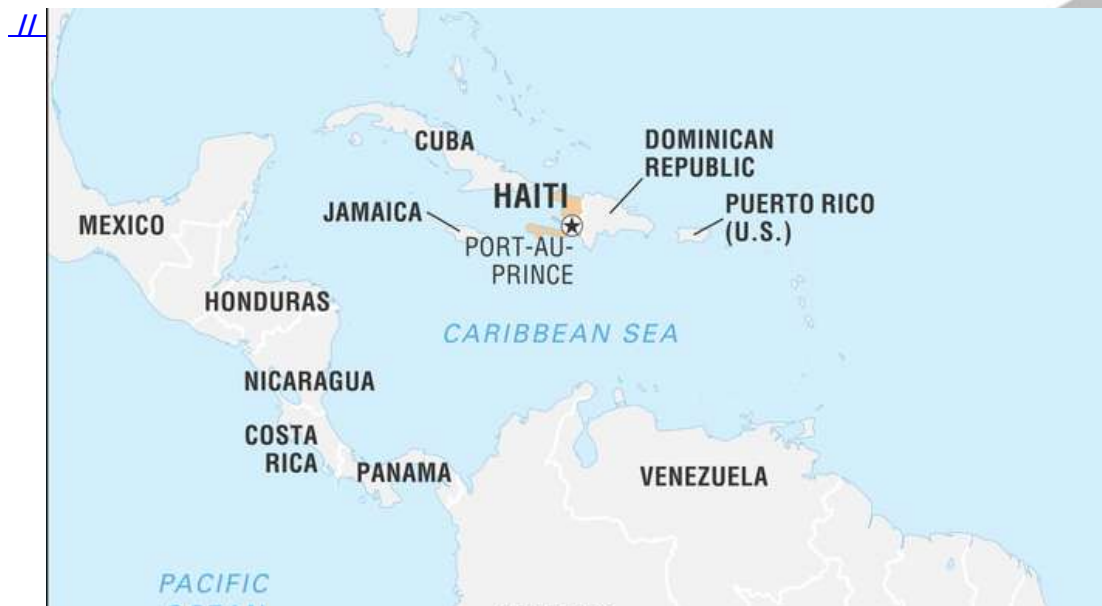 //
CUBA
DOMINICAN
REPUBLIC
HAITI
PUERTO RICO
(U.S.)
JAMAICA
MEXICO
PORT-AU-
PRINCE
HONDURAS
CARIBBEAN SEA
NICARAGUA
COSTA
RICA
PANAMA
VENEZUELA
PACIFIC